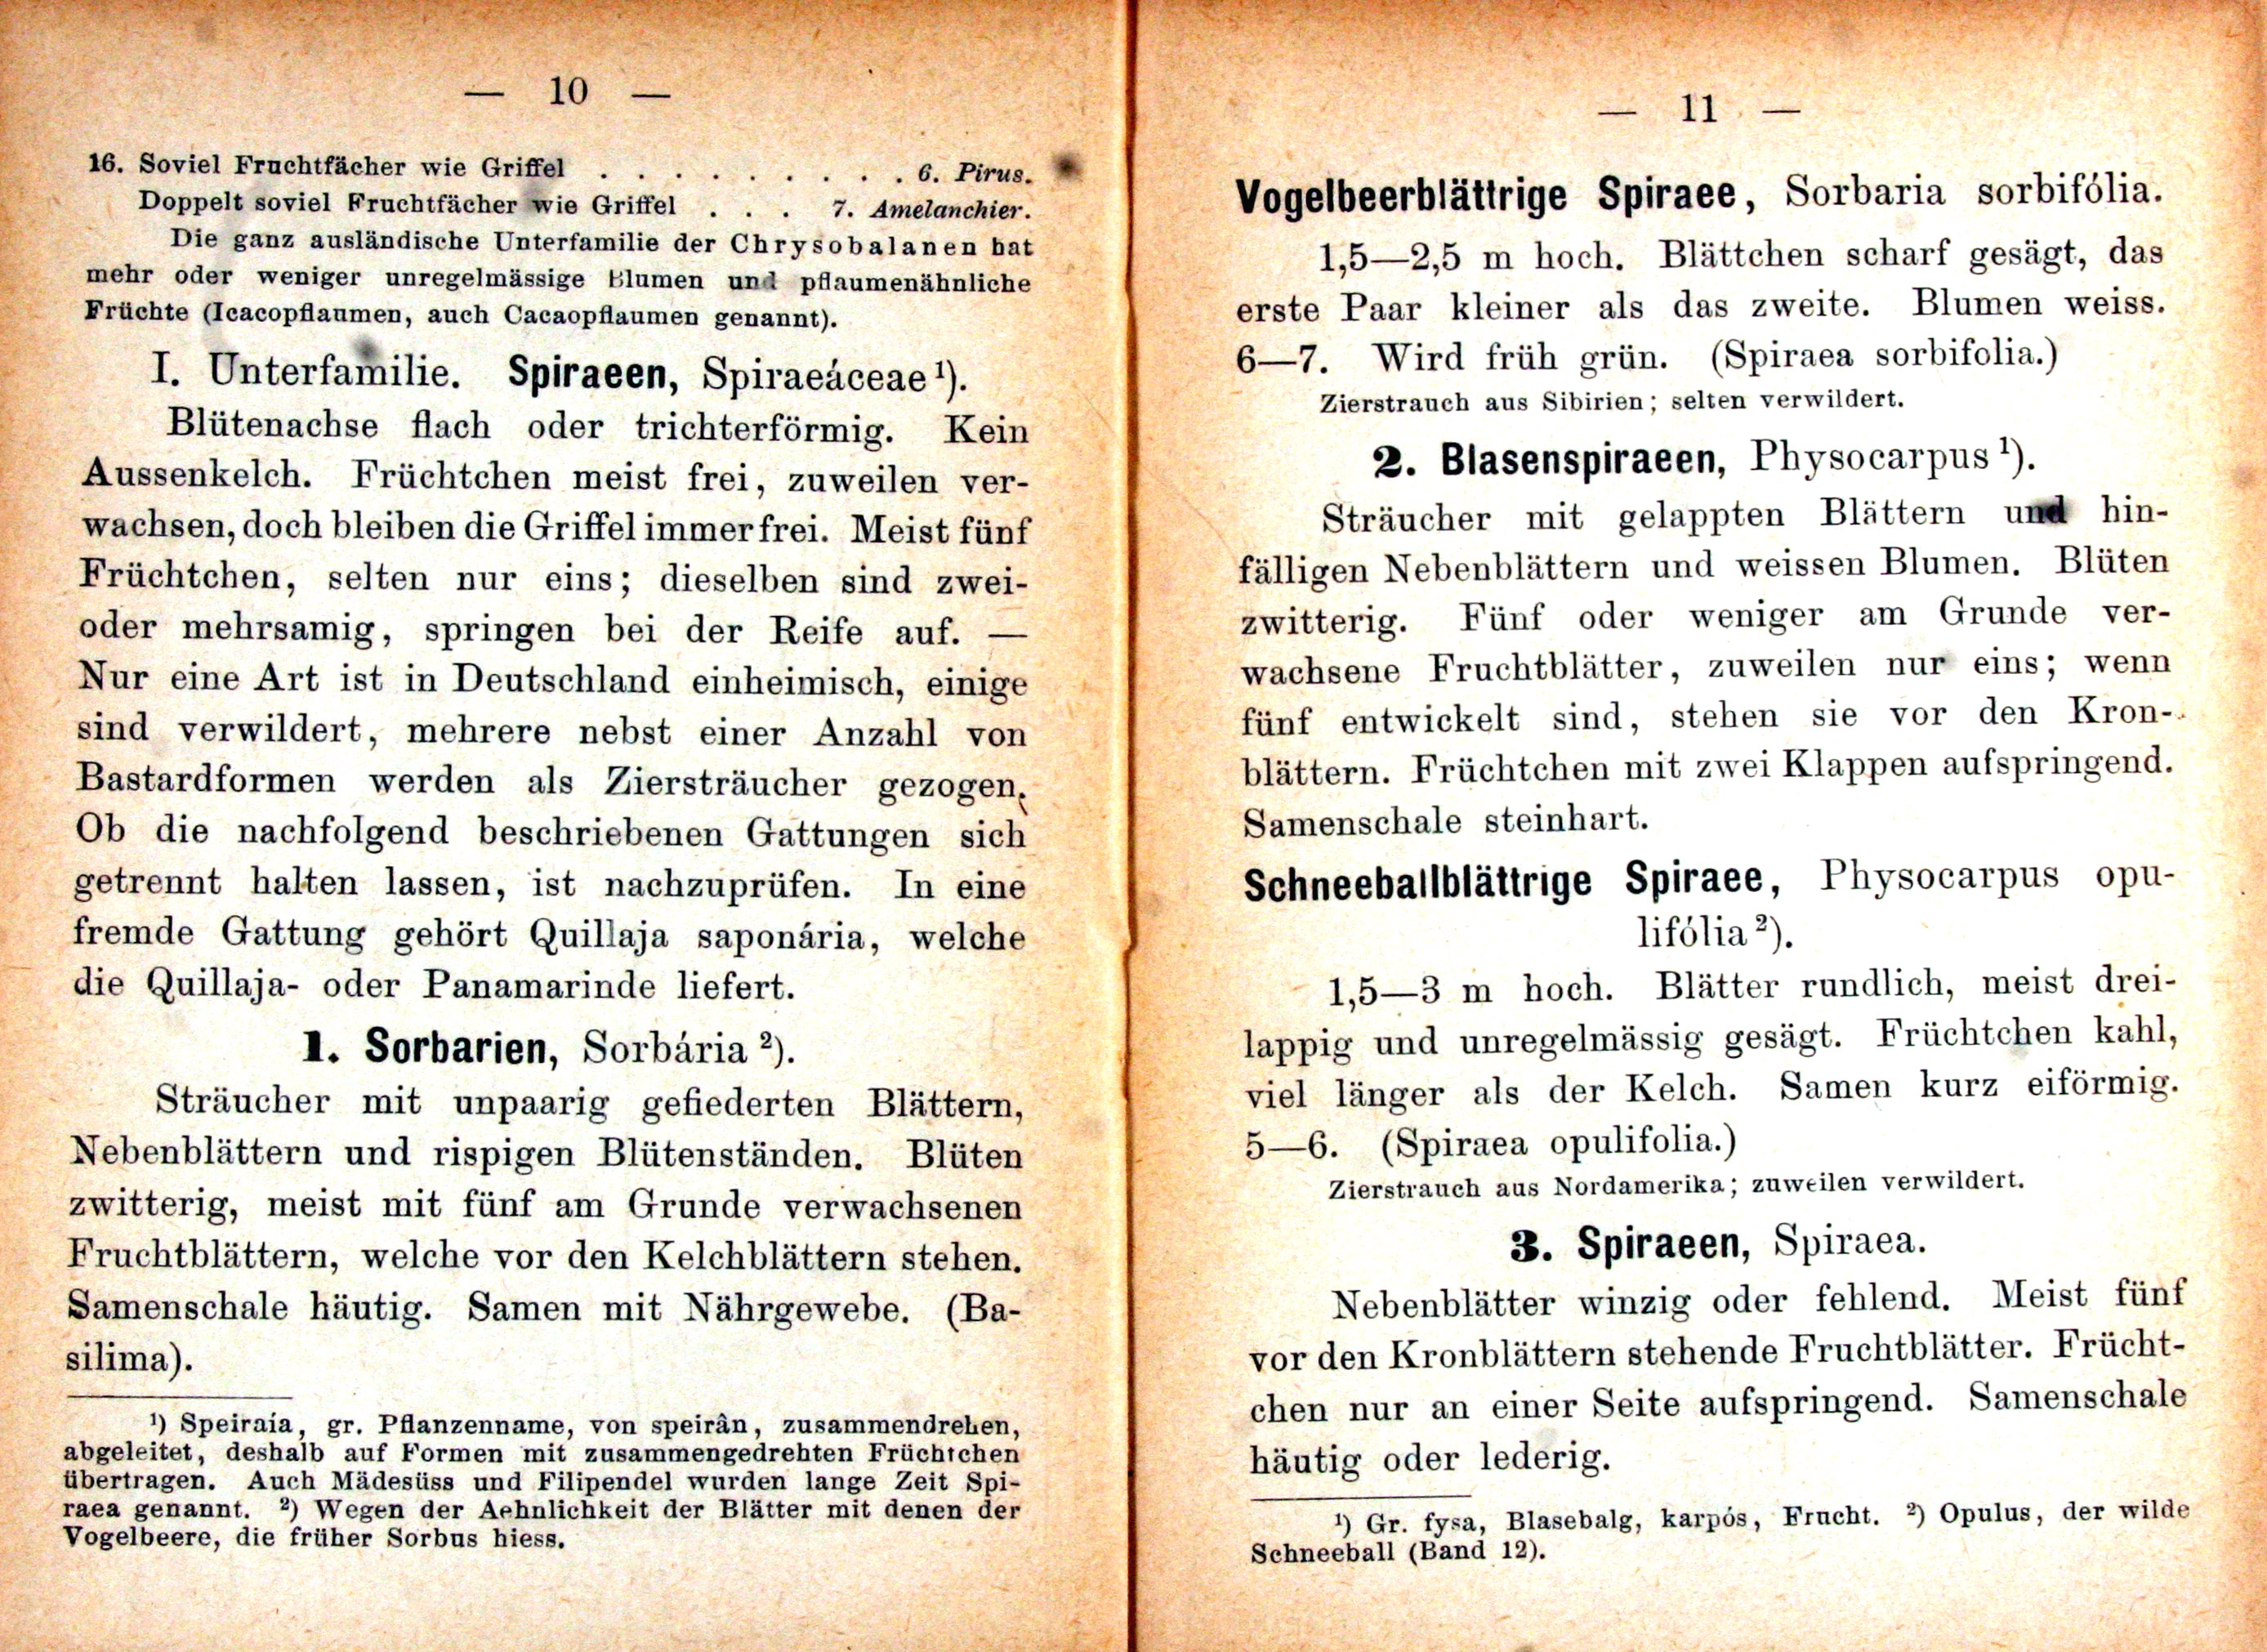 — 10 —
16. Soviel Fruchtfächer wie Griffel . . . . . . . . . 6. Pirus.
Doppelt soviel Fruchtfächer wie Griffel . . . 7. Amelanchier.
Die ganz ausländische Unterfamilie der Chrysobalanen hat
mehr oder weniger unregelmässige Blumen und pflaumenähnliche
Früchte (Icacopflaumen, auch Cacaopflaumen genannt).
I. Unterfamilie. Spiraeen, Spiraeáceae ¹).
Blütenachse flach oder trichterförmig. Kein
Aussenkelch. Früchtchen meist frei, zuweilen ver-
wachsen, doch bleiben die Griffel immer frei. Meist fünf
Früchtchen, selten nur eins; dieselben sind zwei-
oder mehrsamig, springen bei der Reife auf. —
Nur eine Art ist in Deutschland einheimisch, einige
sind verwildert, mehrere nebst einer Anzahl von
Bastardformen werden als Ziersträucher gezogen.
Ob die nachfolgend beschriebenen Gattungen sich
getrennt halten lassen, ist nachzuprüfen. In eine
fremde Gattung gehört Quillaja saponária, welche
die Quillaja- oder Panamarinde liefert.
1. Sorbarien, Sorbária ²).
Sträucher mit unpaarig gefiederten Blättern,
Nebenblättern und rispigen Blütenständen. Blüten
zwitterig, meist mit fünf am Grunde verwachsenen
Fruchtblättern, welche vor den Kelchblättern stehen.
Samenschale häutig. Samen mit Nährgewebe. (Ba-
silima).
¹) Speiraia, gr. Pflanzenname, von speirân, zusammendrehen,
abgeleitet, deshalb auf Formen mit zusammengedrehten Früchtchen
übertragen. Auch Mädesüss und Filipendel wurden lange Zeit Spi-
raea genannt. ²) Wegen der Aehnlichkeit der Blätter mit denen der
Vogelbeere, die früher Sorbus hiess.
— 11 —
Vogelbeerblättrige Spiraee, Sorbaria sorbifólia.
1,5—2,5 m hoch. Blättchen scharf gesägt, das
erste Paar kleiner als das zweite. Blumen weiss.
6—7. Wird früh grün. (Spiraea sorbifolia.)
Zierstrauch aus Sibirien; selten verwildert.
2. Blasenspiraeen, Physocarpus ¹).
Sträucher mit gelappten Blättern und hin-
fälligen Nebenblättern und weissen Blumen. Blüten
zwitterig. Fünf oder weniger am Grunde ver-
wachsene Fruchtblätter, zuweilen nur eins; wenn
fünf entwickelt sind, stehen sie vor den Kron-
blättern. Früchtchen mit zwei Klappen aufspringend.
Samenschale steinhart.
Schneeballblättrige Spiraee, Physocarpus opu-
lifólia ²).
1,5—3 m hoch. Blätter rundlich, meist drei-
lappig und unregelmässig gesägt. Früchtchen kahl,
viel länger als der Kelch. Samen kurz eiförmig.
5—6. (Spiraea opulifolia.)
Zierstrauch aus Nordamerika; zuweilen verwildert.
3. Spiraeen, Spiraea.
Nebenblätter winzig oder fehlend. Meist fünf
vor den Kronblättern stehende Fruchtblätter. Frücht-
chen nur an einer Seite aufspringend. Samenschale
häutig oder lederig.
¹) Gr. fysa, Blasebalg, karpós, Frucht. ²) Opulus, der wilde
Schneeball (Band 12).